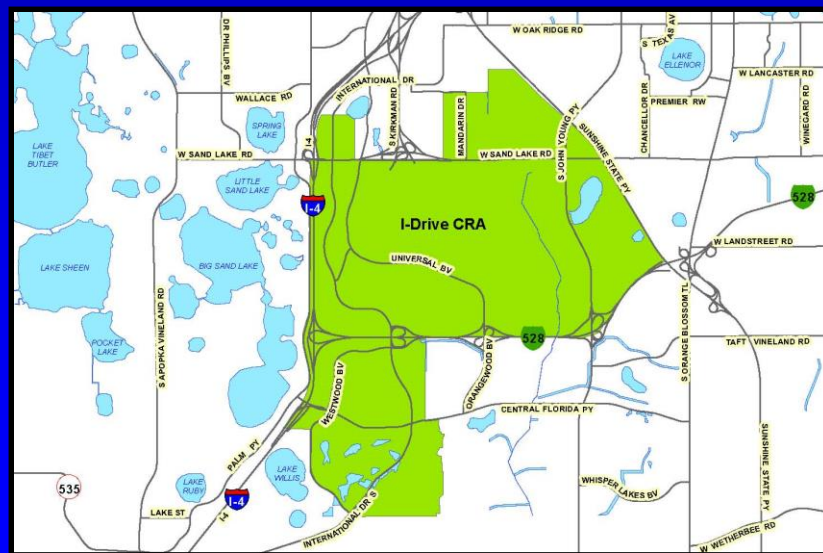 W OAK RIDGE RD
S TEXAS AV
DR PHILLIPS BV
LAKE
ELLENOR
INTERNATIONAL DR
W LANCASTER RD
WALLACE RD
S KIRKMAN RD
MANDARIN DR
S JOHN YOUNG PY
SUNSHINE STATE PY
CHANCELLOR DR
PREMIER RW
WINEGARD RD
SPRING
LAKE
I-4
LAKE
TIBET
BUTLER
W SAND LAKE RD
W SAND LAKE RD
LITTLE
SAND LAKE
I-4
528
I-Drive CRA
W LANDSTREET RD
LAKE SHEEN
BIG SAND LAKE
UNIVERSAL BV
S APOPKA VINELAND RD
S ORANGE BLOSSOM TL
POCKET
LAKE
528
TAFT VINELAND RD
WESTWOOD BV
ORANGEWOOD BV
CENTRAL FLORIDA PY
SUNSHINE STATE PY
PALM PY
LAKE
WILLIS
535
LAKE
RUBY
I-4
WHISPER LAKES BV
LAKE ST
I-4
INTERNATIONAL DR S
W WETHERBEE RD